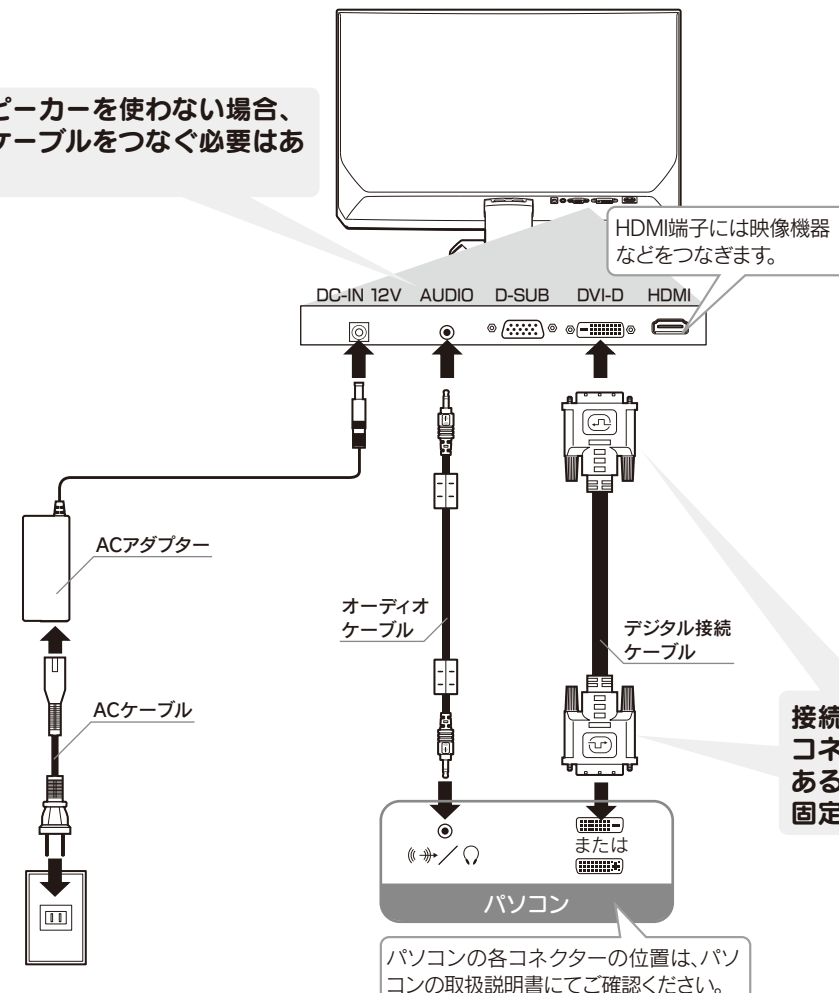 ピーカーを使わない場合、
ケーブルをつなぐ必要はあ
HDMI端子には映像機器
などをつなぎます。
DC-IN 12V AUDIO D-SUB DVI-D HDMI
ACアダプター
オーディオ
ケーブル
デジタル接続
ケーブル
ACケーブル
接続
コネ
ある
固定
または
パソコン
パソコンの各コネクターの位置は、パソ
コンの取扱説明書にてご確認ください。